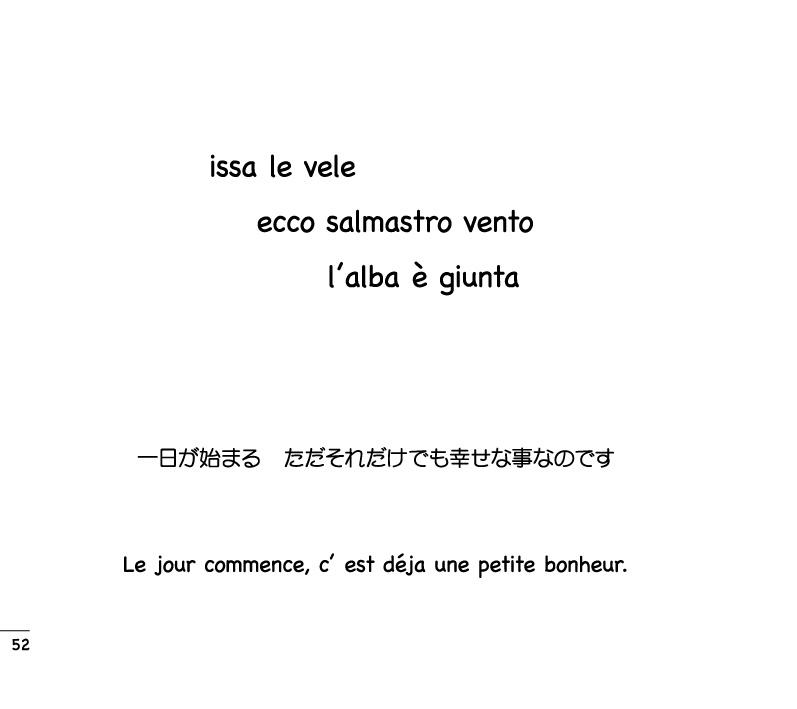 issa le vele
ecco salmastro vento
l′alba è giunta
一日が始まる　ただそれだけでも幸せな事なのです
Le jour commence, c′ est déja une petite bonheur.
52